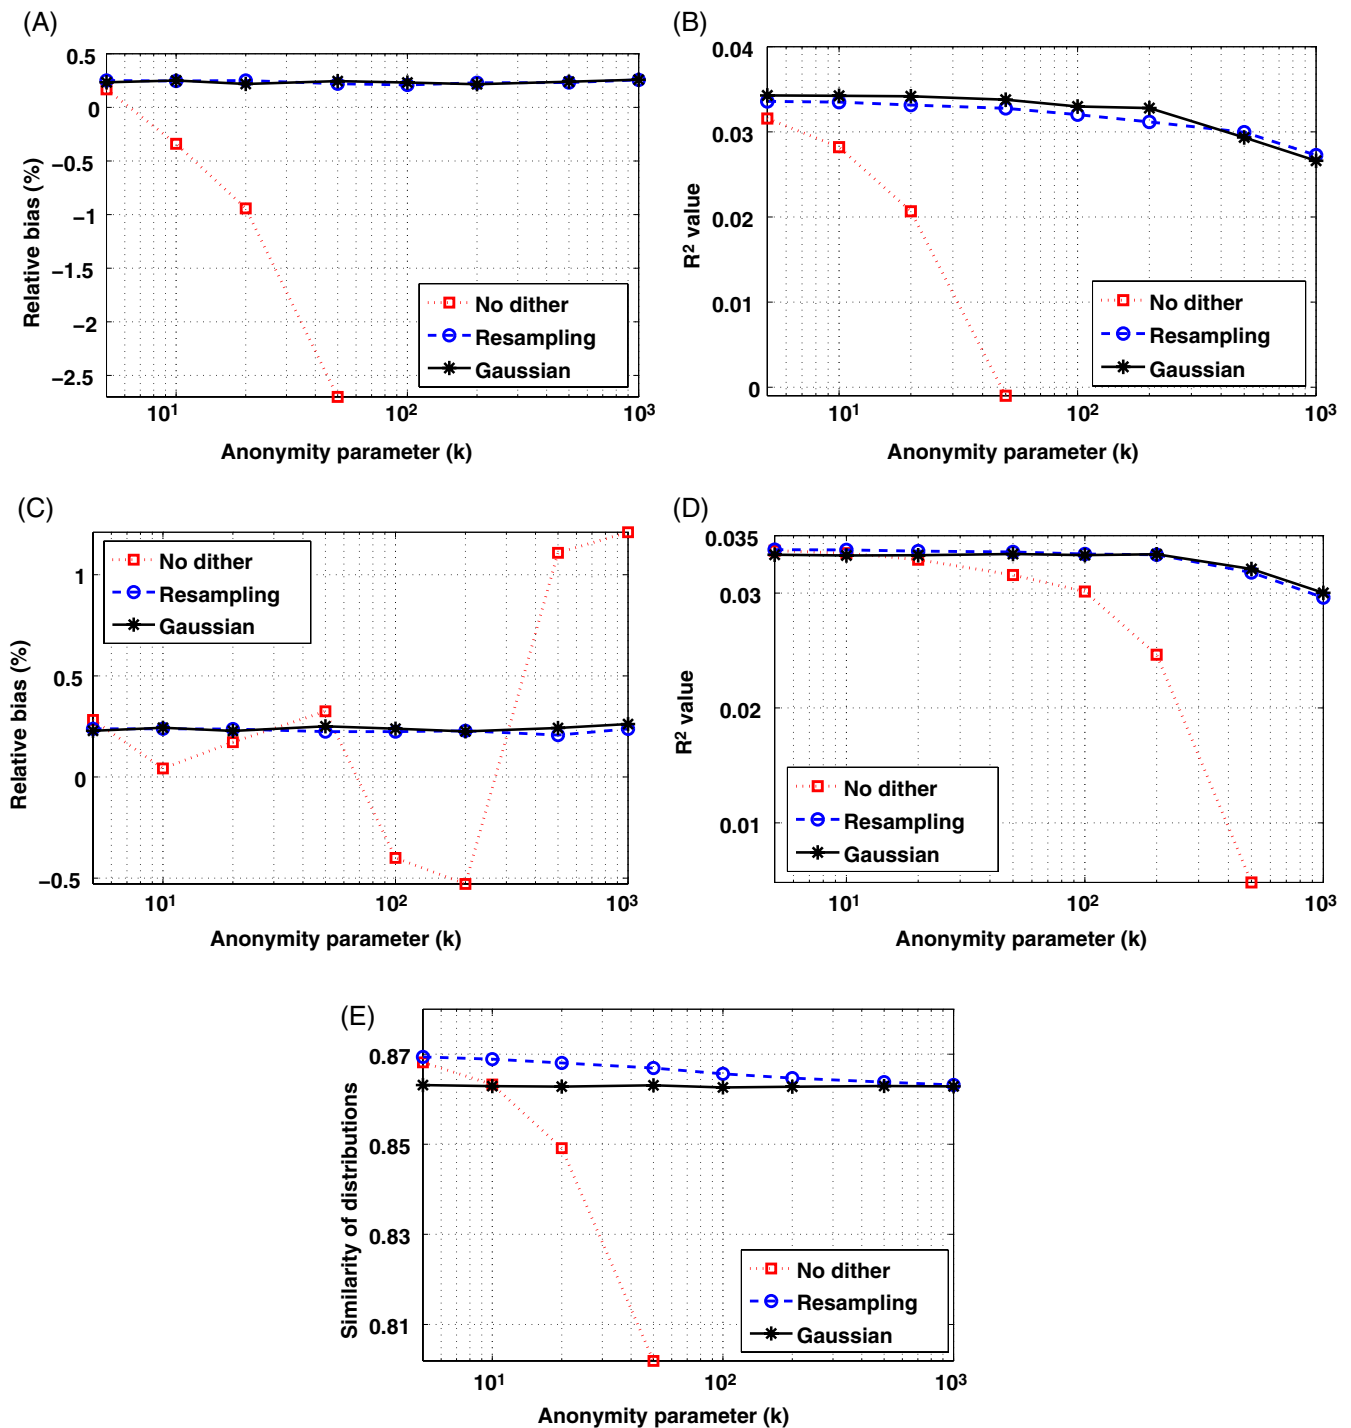 (A)
0.5
0
−0.5
−1
−1.5
−2
−2.5
Relative bias (%)
No dither
Resampling
Gaussian
10¹ 10² 10³
Anonymity parameter (k)
(B)
0.04
0.03
0.02
0.01
0
R² value
No dither
Resampling
Gaussian
10¹ 10² 10³
Anonymity parameter (k)
(C)
1
0.5
0
−0.5
Relative bias (%)
No dither
Resampling
Gaussian
10¹ 10² 10³
Anonymity parameter (k)
(D)
0.035
0.03
0.02
0.01
R² value
No dither
Resampling
Gaussian
10¹ 10² 10³
Anonymity parameter (k)
(E)
0.87
0.85
0.83
0.81
Similarity of distributions
No dither
Resampling
Gaussian
10¹ 10² 10³
Anonymity parameter (k)